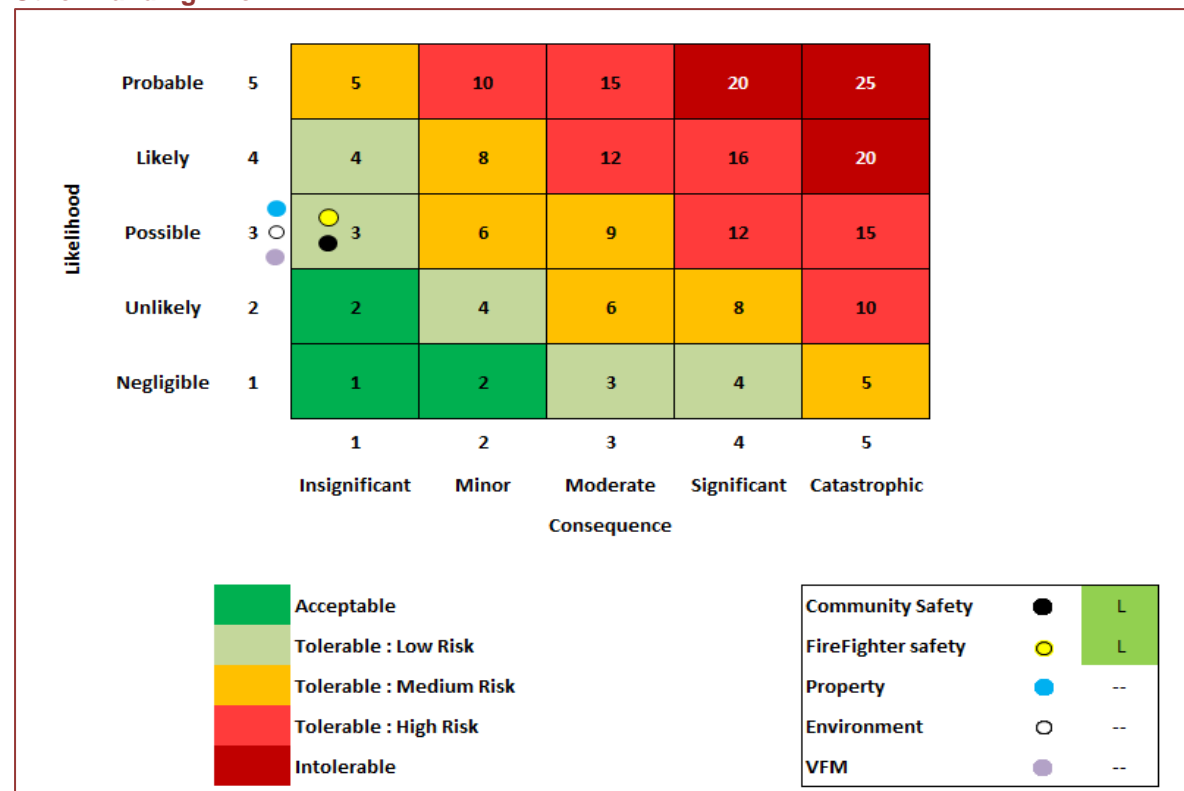 Probable 5 5 10 15 20 25
Likely 4 4 8 12 16 20
Likelihood
Possible 3 3 6 9 12 15
Unlikely 2 2 4 6 8 10
Negligible 1 1 2 3 4 5
1 2 3 4 5
Insignificant Minor Moderate Significant Catastrophic
Consequence
Acceptable
Tolerable : Low Risk
Tolerable : Medium Risk
Tolerable : High Risk
Intolerable
Community Safety L
FireFighter safety L
Property --
Environment --
VFM --